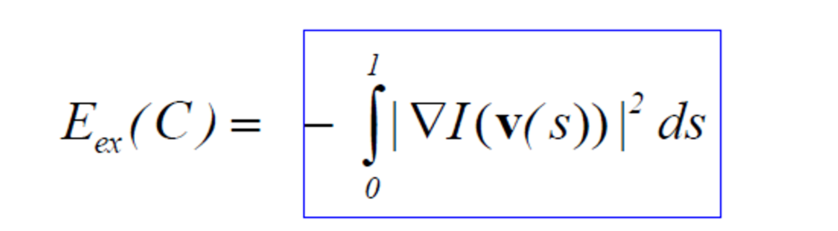 E_ex(C) = − ∫₀¹ |∇I(v(s))|² ds